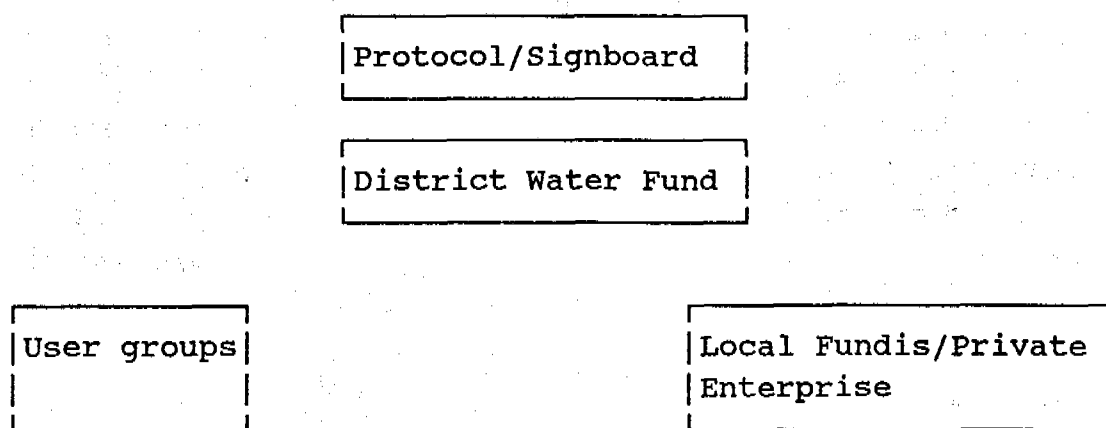 Protocol/Signboard
District Water Fund
User groups
Local Fundis/Private
Enterprise